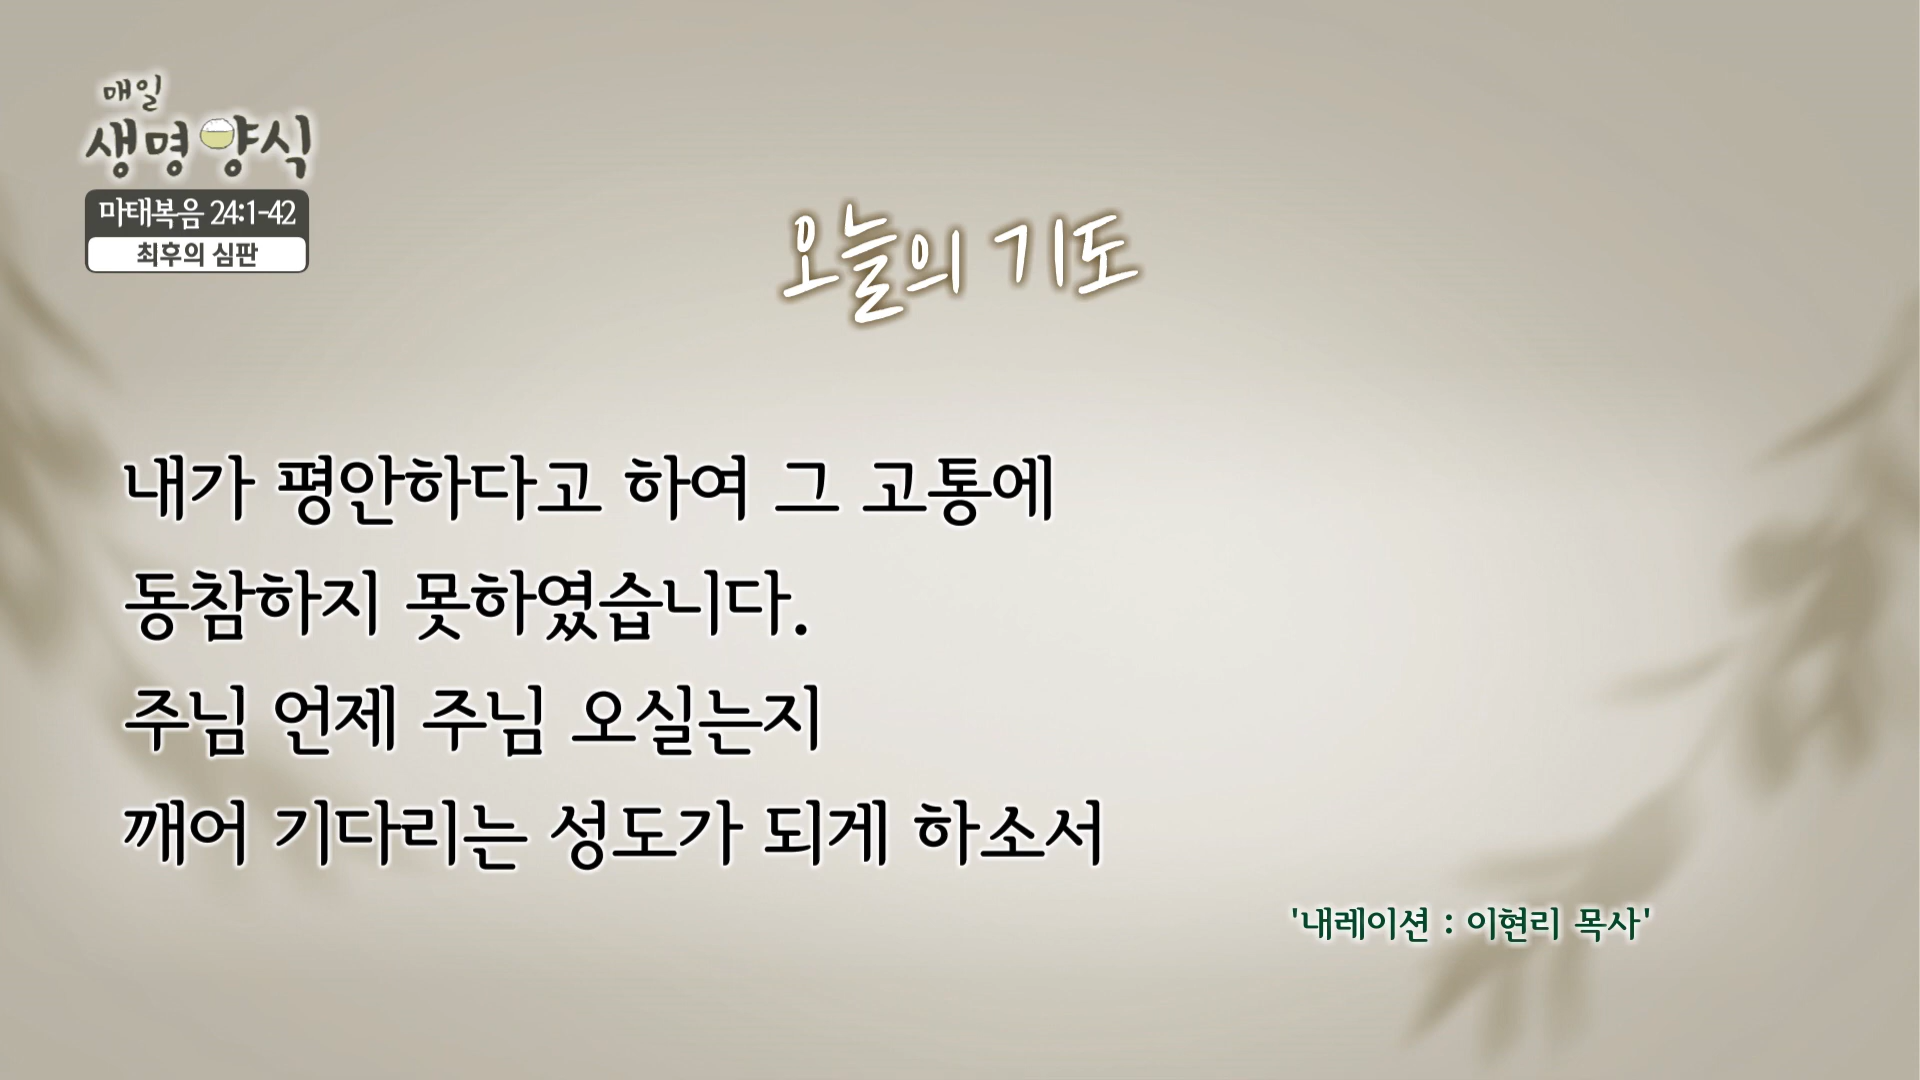 매일
생명양식
마태복음 24:1-42
최후의 심판
오늘의 기도
내가 평안하다고 하여 그 고통에
동참하지 못하였습니다.
주님 언제 주님 오실는지
깨어 기다리는 성도가 되게 하소서
'내레이션 : 이현리 목사'